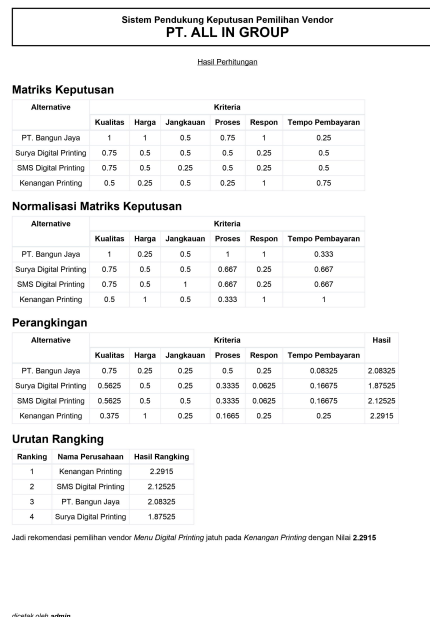 Sistem Pendukung Keputusan Pemilihan Vendor
PT. ALL IN GROUP
Hasil Perhitungan
Matriks Keputusan
Alternative Kriteria
Kualitas Harga Jangkauan Proses Respon Tempo Pembayaran
PT. Bangun Jaya 1 1 0.5 0.75 1 0.25
Surya Digital Printing 0.75 0.5 0.5 0.5 0.25 0.5
SMS Digital Printing 0.75 0.5 0.25 0.5 0.25 0.5
Kenangan Printing 0.5 0.25 0.5 0.25 1 0.75
Normalisasi Matriks Keputusan
Alternative Kriteria
Kualitas Harga Jangkauan Proses Respon Tempo Pembayaran
PT. Bangun Jaya 1 0.25 0.5 1 1 0.333
Surya Digital Printing 0.75 0.5 0.5 0.667 0.25 0.667
SMS Digital Printing 0.75 0.5 1 0.667 0.25 0.667
Kenangan Printing 0.5 1 0.5 0.333 1 1
Perangkingan
Alternative Kriteria Hasil
Kualitas Harga Jangkauan Proses Respon Tempo Pembayaran
PT. Bangun Jaya 0.75 0.25 0.25 0.5 0.25 0.08325 2.08325
Surya Digital Printing 0.5625 0.5 0.25 0.3335 0.0625 0.16675 1.87525
SMS Digital Printing 0.5625 0.5 0.5 0.3335 0.0625 0.16675 2.12525
Kenangan Printing 0.375 1 0.25 0.1665 0.25 0.25 2.2915
Urutan Rangking
Ranking Nama Perusahaan Hasil Rangking
1 Kenangan Printing 2.2915
2 SMS Digital Printing 2.12525
3 PT. Bangun Jaya 2.08325
4 Surya Digital Printing 1.87525
Jadi rekomendasi pemilihan vendor Menu Digital Printing jatuh pada Kenangan Printing dengan Nilai 2.2915
dicetak oleh admin